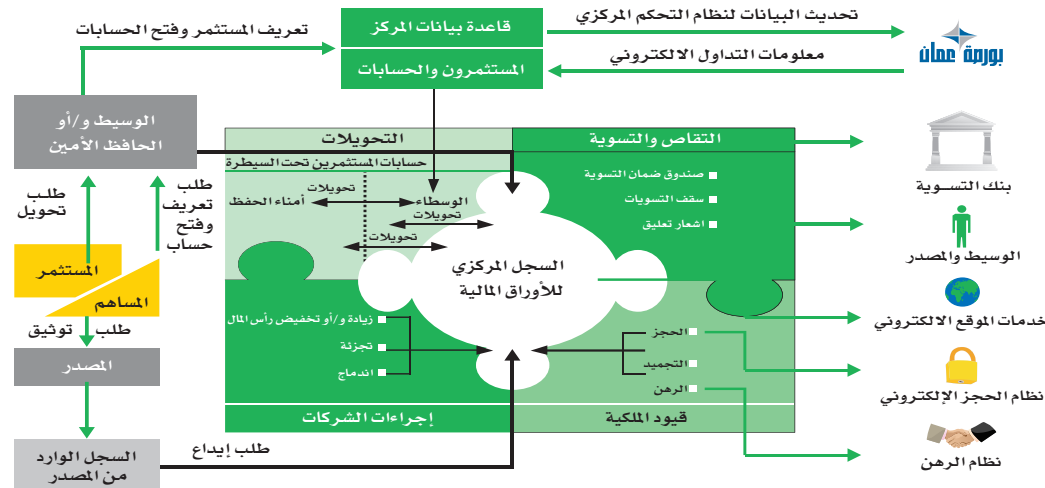 تعريف المستثمر وفتح الحسابات
قاعدة بيانات المركز
المستثمرون والحسابات
تحديث البيانات لنظام التحكم المركزي
معلومات التداول الالكتروني
بورصة عمان
الوسيط و/أو
الحافظ الأمين
التحويلات
حسابات المستثمرين تحت السيطرة
التقاص والتسوية
صندوق ضمان التسوية
سقف التسويات
اشعار تعليق
بنك التسوية
طلب
تحويل
طلب
تعريف
وفتح
حساب
تحويلات
أمناء الحفظ
الوسطاء
تحويلات
تحويلات
السجل المركزي
للأوراق المالية
الوسيط والمصدر
المستثمر
المساهم
خدمات الموقع الالكتروني
طلب
توثيق
زيادة و/أو تخفيض رأس المال
تجزئة
اندماج
الحجز
التجميد
الرهن
المصدر
نظام الحجز الإلكتروني
إجراءات الشركات
قيود الملكية
السجل الوارد
من المصدر
طلب إيداع
نظام الرهن